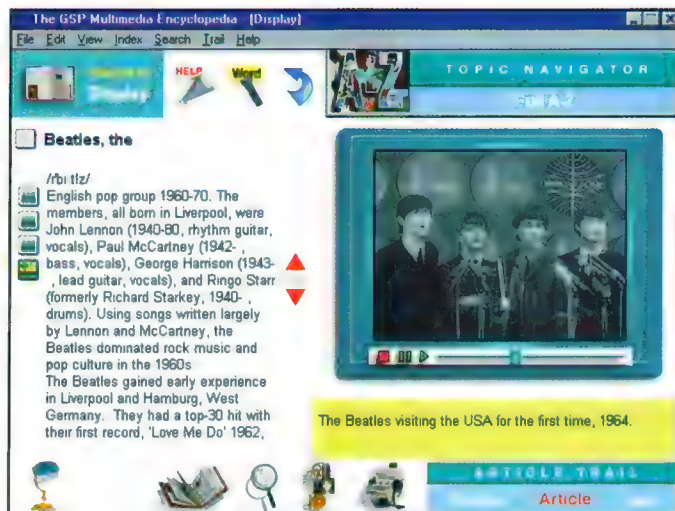 The GSP Multimedia Encyclopedia - [Display]
File Edit View Index Search Trail Help
Display
HELP
Word
TOPIC NAVIGATOR
Beatles, the
English pop group 1960-70. The
members, all born in Liverpool, were
John Lennon (1940-80, rhythm guitar,
vocals), Paul McCartney (1942- ,
bass, vocals), George Harrison (1943-
, lead guitar, vocals), and Ringo Starr
(formerly Richard Starkey, 1940- ,
drums). Using songs written largely
by Lennon and McCartney, the
Beatles dominated rock music and
pop culture in the 1960s
The Beatles gained early experience
in Liverpool and Hamburg, West
Germany. They had a top-30 hit with
their first record, 'Love Me Do' 1962,
The Beatles visiting the USA for the first time, 1964.
ARTICLE TRAIL
Article